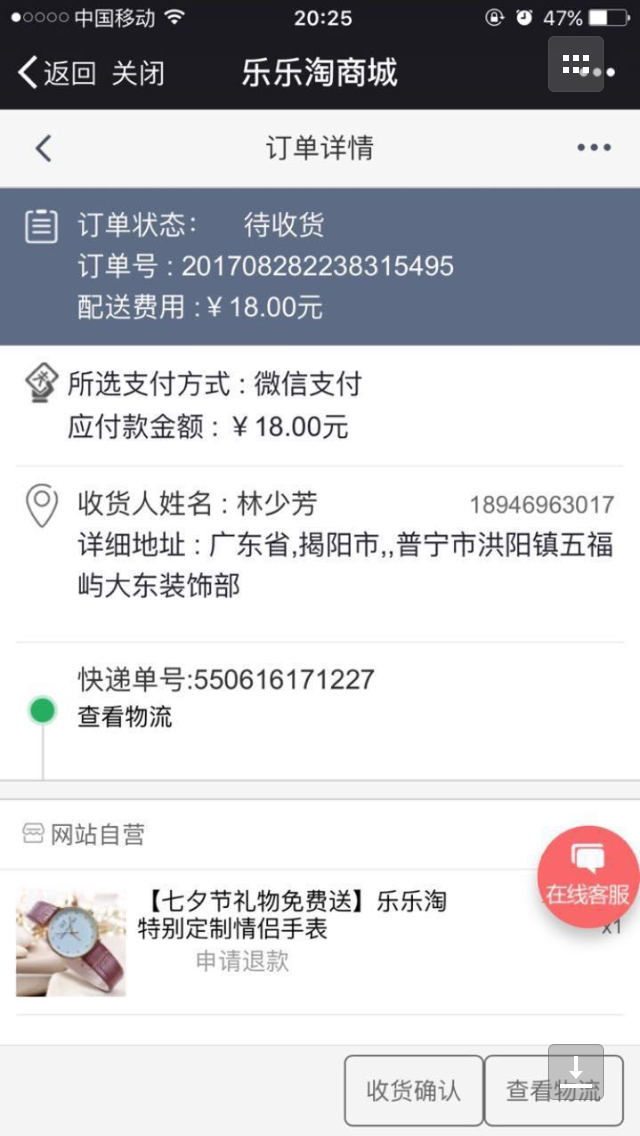 中国移动 20:25 47%
返回 关闭 乐乐淘商城
订单详情
订单状态： 待收货
订单号：201708282238315495
配送费用：¥18.00元
所选支付方式：微信支付
应付款金额：¥18.00元
收货人姓名：林少芳 18946963017
详细地址：广东省,揭阳市,,普宁市洪阳镇五福
屿大东装饰部
快递单号:550616171227
查看物流
网站自营
在线客服
【七夕节礼物免费送】乐乐淘
特别定制情侣手表
x1
申请退款
收货确认 查看物流